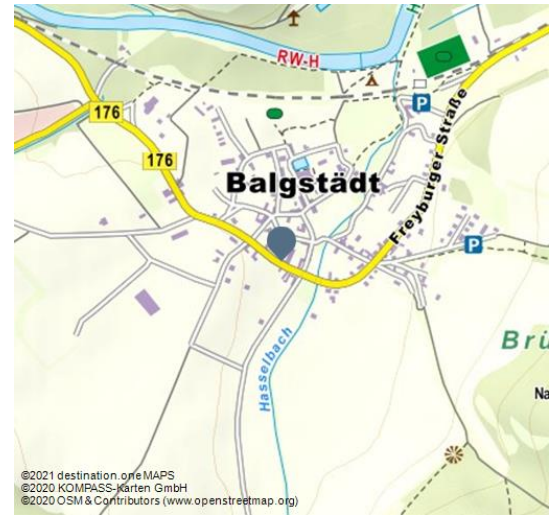 RW-H
H
P
176
176
Balgstädt
Freyburger Straße
P
Hasselbach
Brü
Na
©2021 destination.one MAPS
©2020 KOMPASS-Karten GmbH
©2020 OSM & Contributors (www.openstreetmap.org)